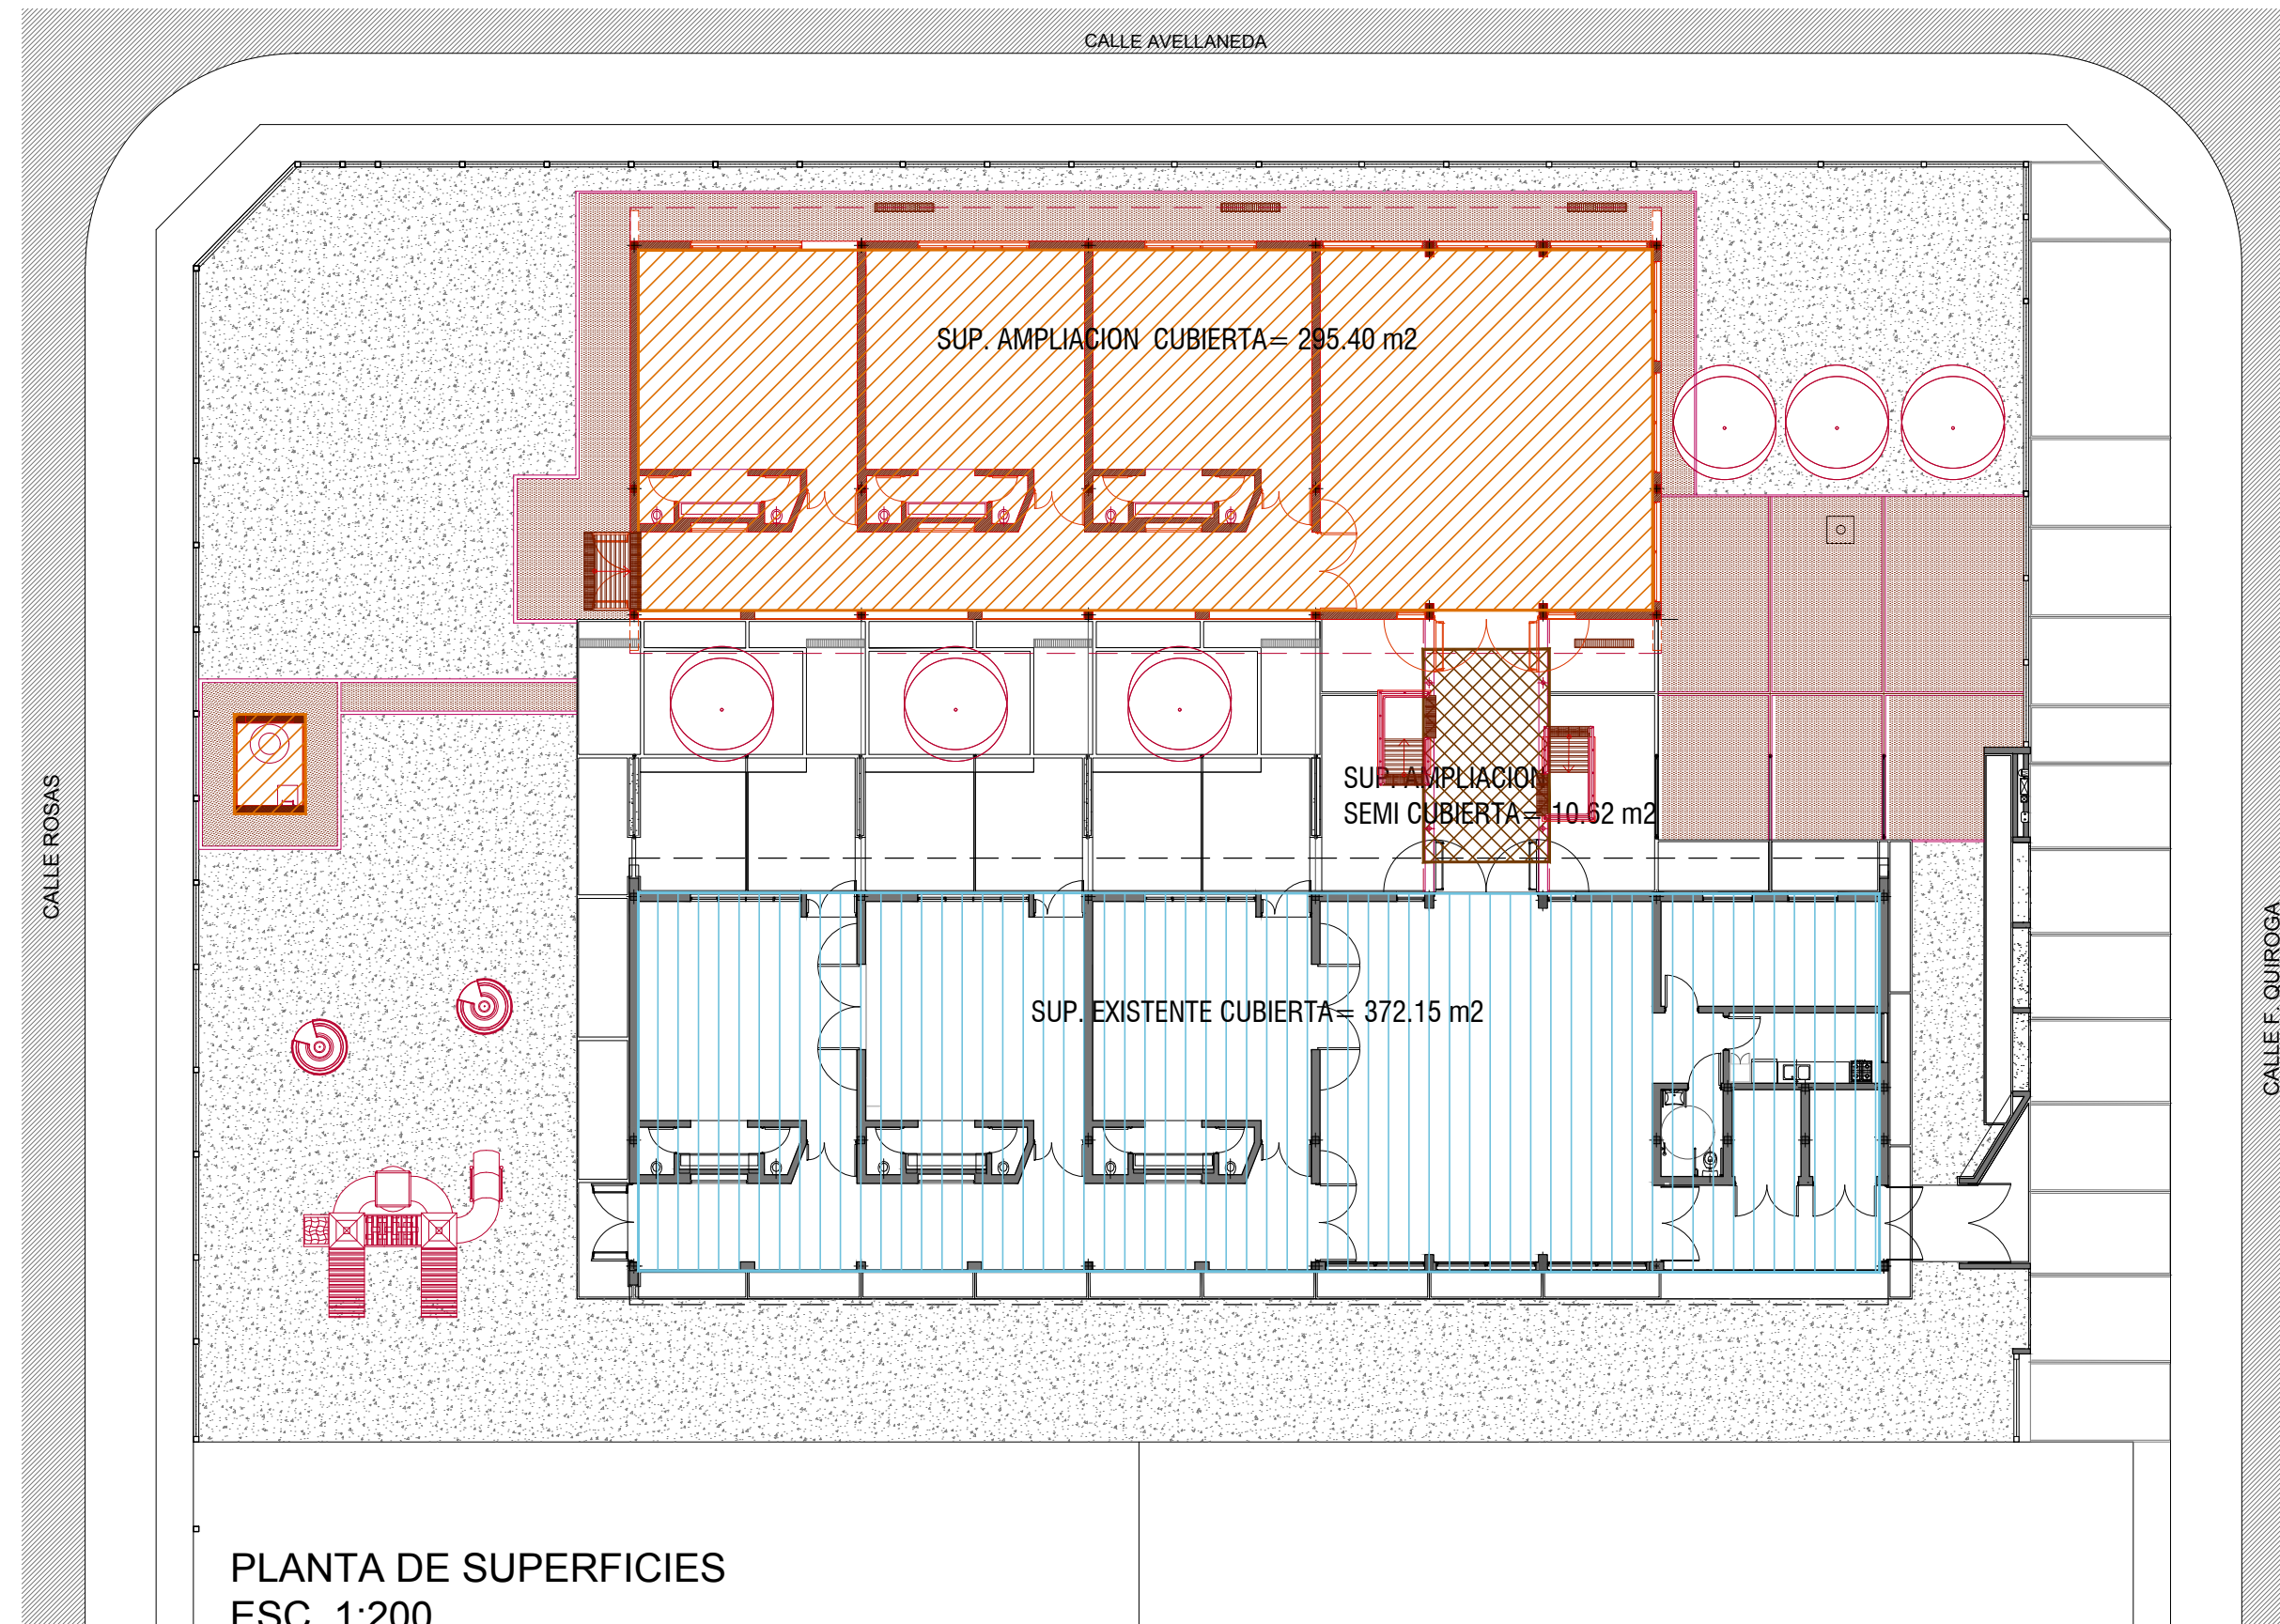 CALLE AVELLANEDA
SUP. AMPLIACION CUBIERTA= 295.40 m2
SUP. AMPLIACION
SEMI CUBIERTA= 10.62 m2
CALLE ROSAS
CALLE F. QUIROGA
SUP. EXISTENTE CUBIERTA= 372.15 m2
PLANTA DE SUPERFICIES
ESC. 1:200